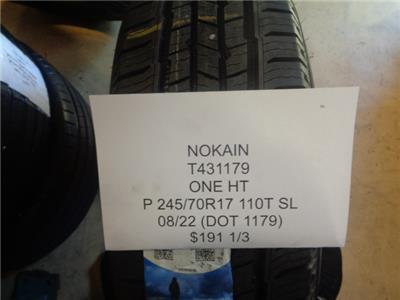 NOKAIN
T431179
ONE HT
P 245/70R17 110T SL
08/22 (DOT 1179)
$191 1/3